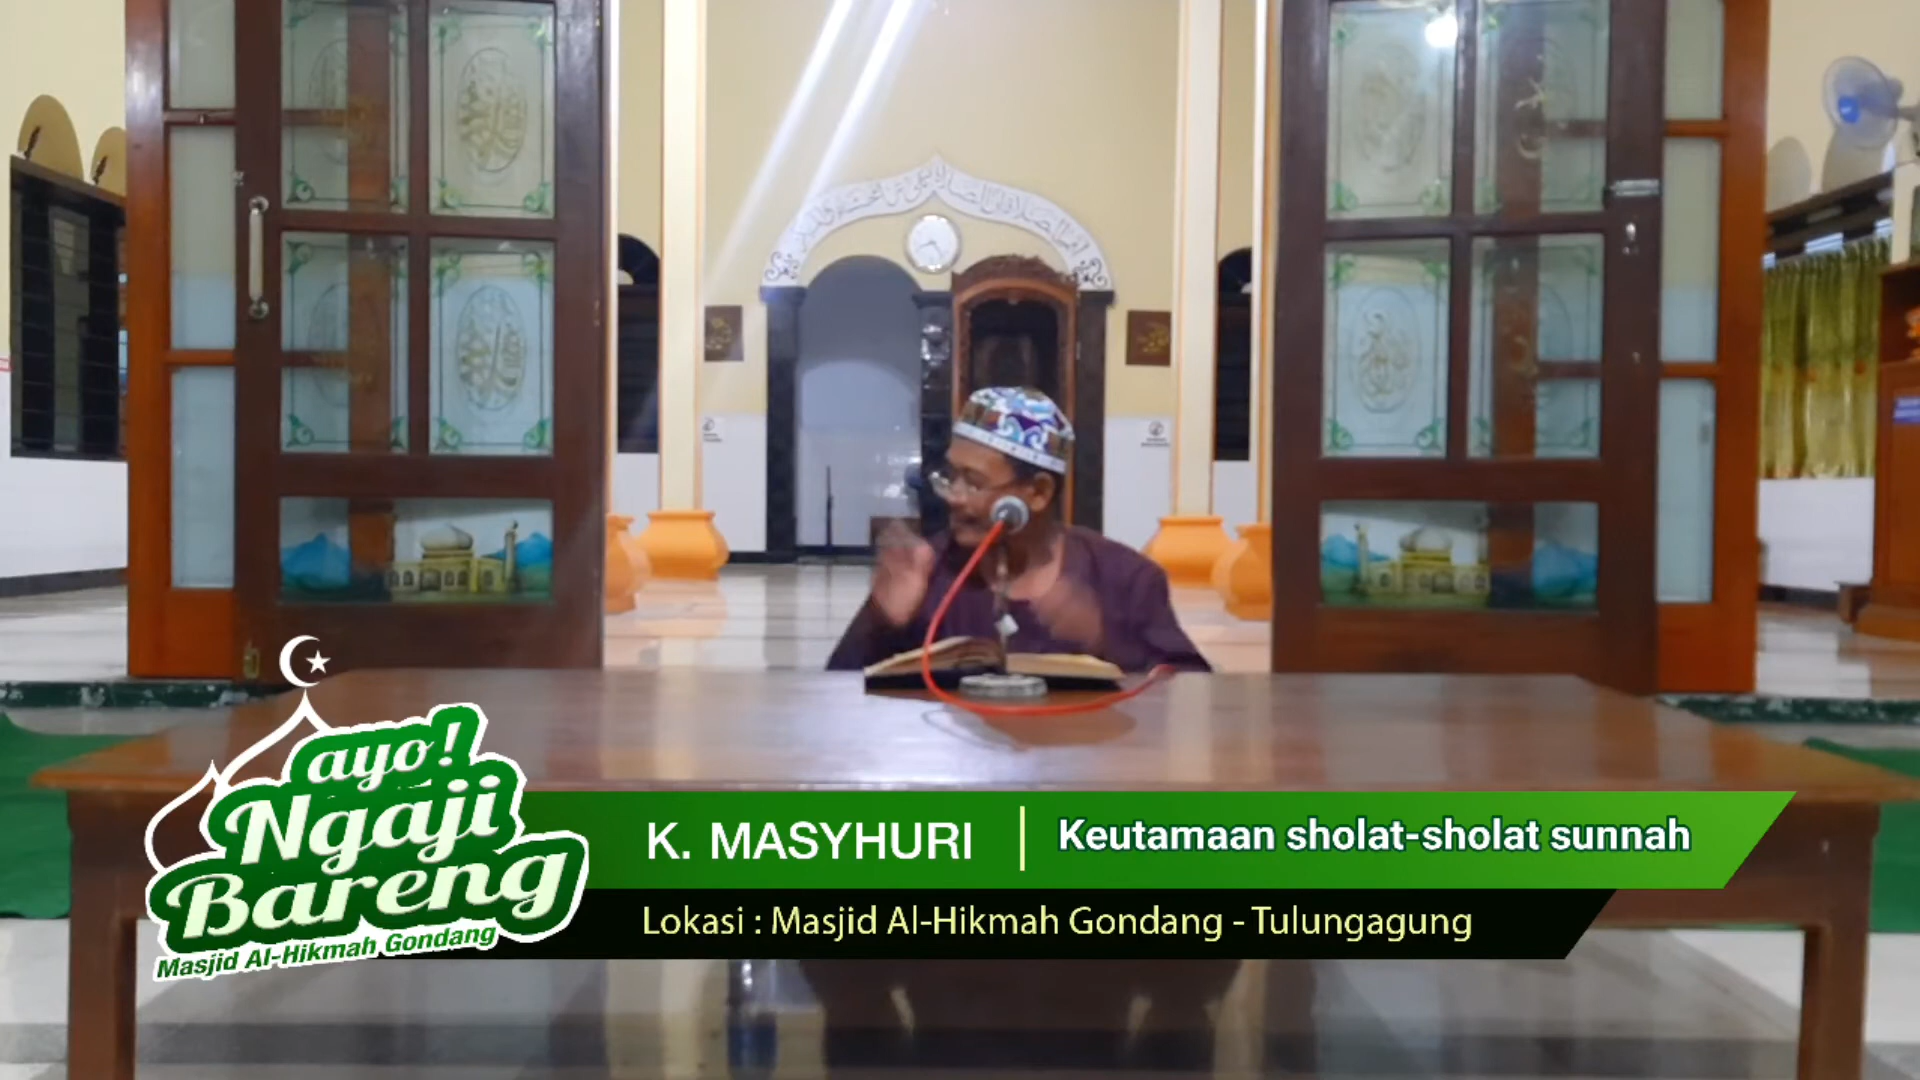 ayo!
Ngaji
Bareng
Masjid Al-Hikmah Gondang
K. MASYHURI
Keutamaan sholat-sholat sunnah
Lokasi : Masjid Al-Hikmah Gondang - Tulungagung